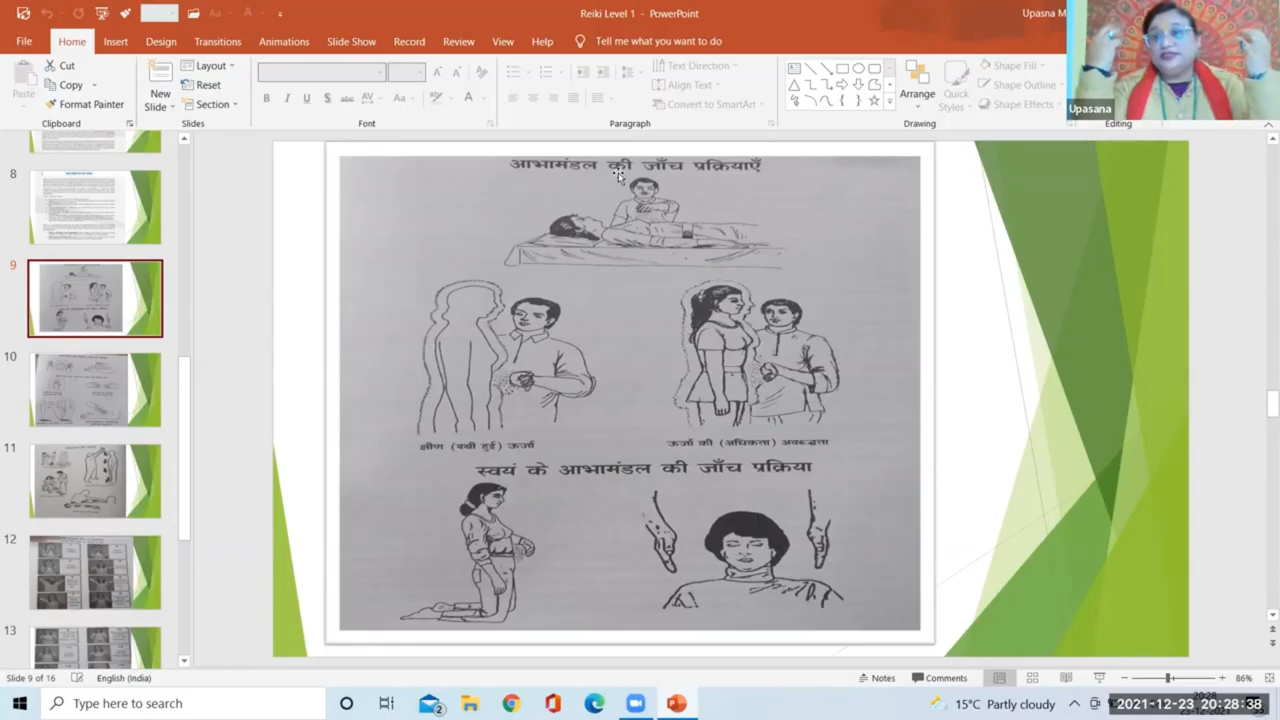 Reiki Level 1 - PowerPoint
Upasna M
File Home Insert Design Transitions Animations Slide Show Record Review View Help Tell me what you want to do
Cut
Copy
Format Painter
Paste
Clipboard
New Slide
Layout
Reset
Section
Slides
Font
Text Direction
Align Text
Convert to SmartArt
Paragraph
Arrange
Quick Styles
Shape Fill
Shape Outline
Shape Effects
Drawing
Editing
Upasana
8
9
10
11
12
13
आभामंडल की जाँच प्रक्रियाएँ
क्षीण (दबी हुई) ऊर्जा
ऊर्जा की (अधिकता) अवरूद्धता
स्वयं के आभामंडल की जाँच प्रक्रिया
Slide 9 of 16
English (India)
Notes
Comments
86%
Type here to search
2
15°C Partly cloudy
20:28
2021-12-23 20:28:38